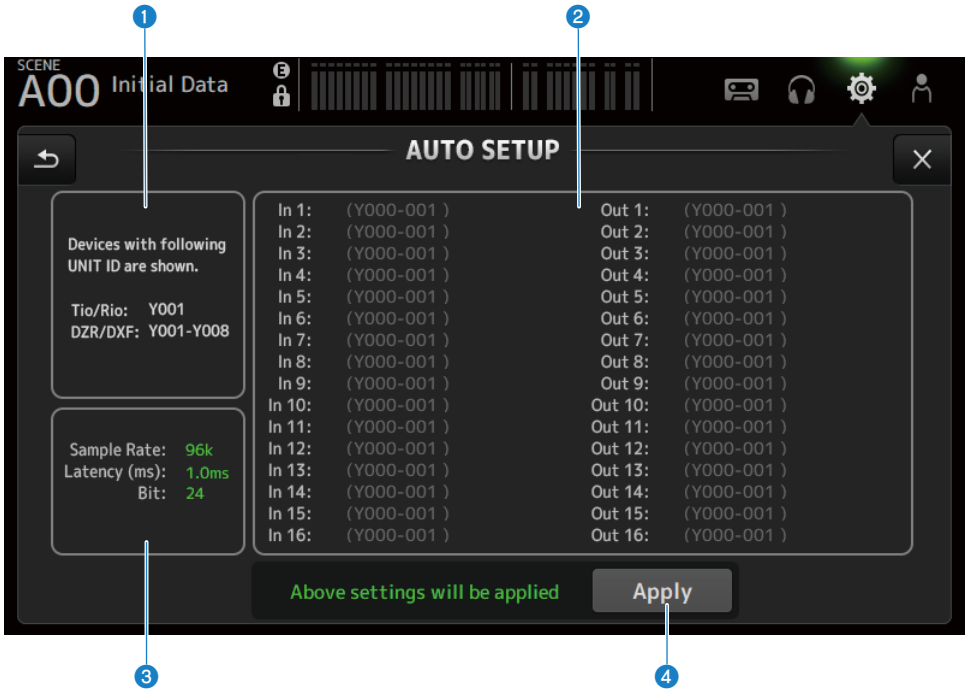 1
2
SCENE
A00 Initial Data
E
AUTO SETUP
Devices with following
UNIT ID are shown.
Tio/Rio: Y001
DZR/DXF: Y001-Y008
Sample Rate: 96k
Latency (ms): 1.0ms
Bit: 24
In 1: (Y000-001 ) Out 1: (Y000-001 )
In 2: (Y000-001 ) Out 2: (Y000-001 )
In 3: (Y000-001 ) Out 3: (Y000-001 )
In 4: (Y000-001 ) Out 4: (Y000-001 )
In 5: (Y000-001 ) Out 5: (Y000-001 )
In 6: (Y000-001 ) Out 6: (Y000-001 )
In 7: (Y000-001 ) Out 7: (Y000-001 )
In 8: (Y000-001 ) Out 8: (Y000-001 )
In 9: (Y000-001 ) Out 9: (Y000-001 )
In 10: (Y000-001 ) Out 10: (Y000-001 )
In 11: (Y000-001 ) Out 11: (Y000-001 )
In 12: (Y000-001 ) Out 12: (Y000-001 )
In 13: (Y000-001 ) Out 13: (Y000-001 )
In 14: (Y000-001 ) Out 14: (Y000-001 )
In 15: (Y000-001 ) Out 15: (Y000-001 )
In 16: (Y000-001 ) Out 16: (Y000-001 )
Above settings will be applied Apply
3
4